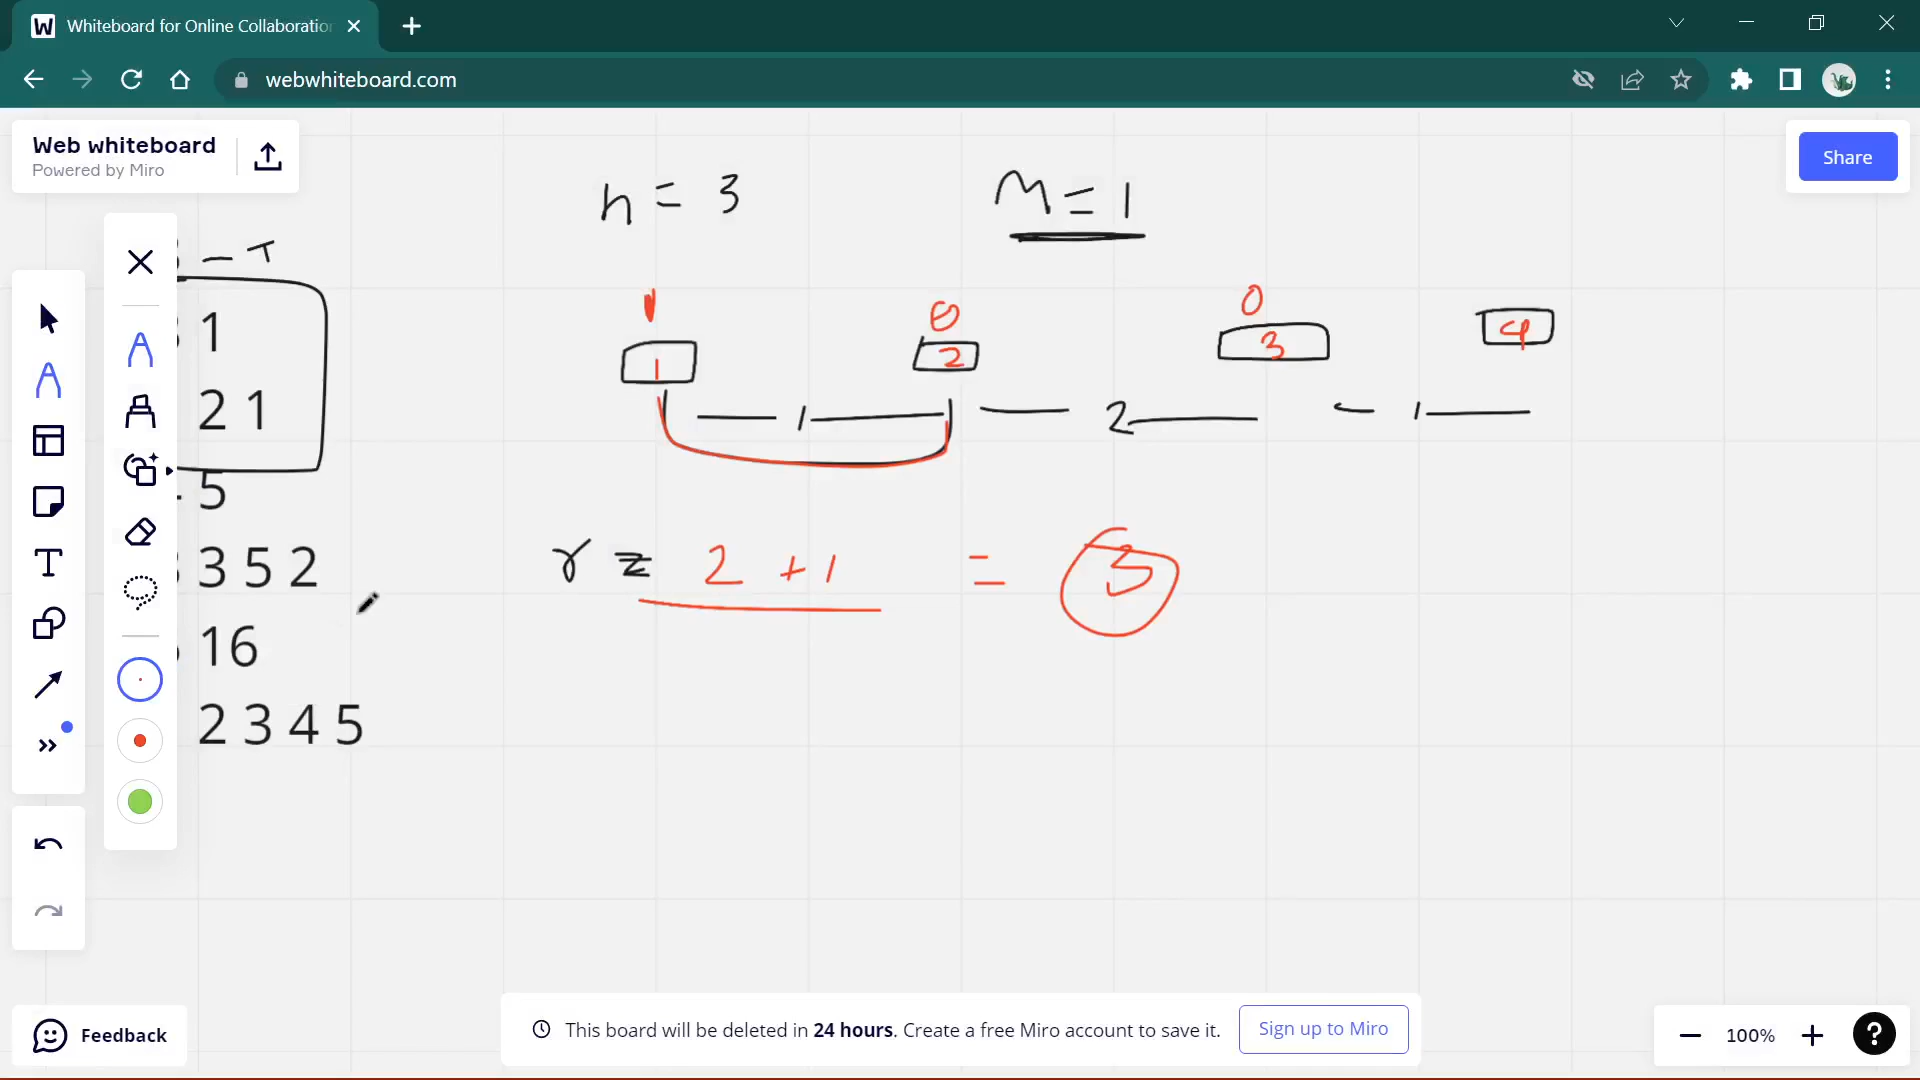 Whiteboard for Online Collaboration
webwhiteboard.com
Web whiteboard
Powered by Miro
Share
n = 3
M = 1
- T
1
0
0
1
2
3
4
1
2 1
1
2
1
5
r = 2 + 1 = 3
3 5 2
16
2 3 4 5
Feedback
This board will be deleted in 24 hours. Create a free Miro account to save it.
Sign up to Miro
100%